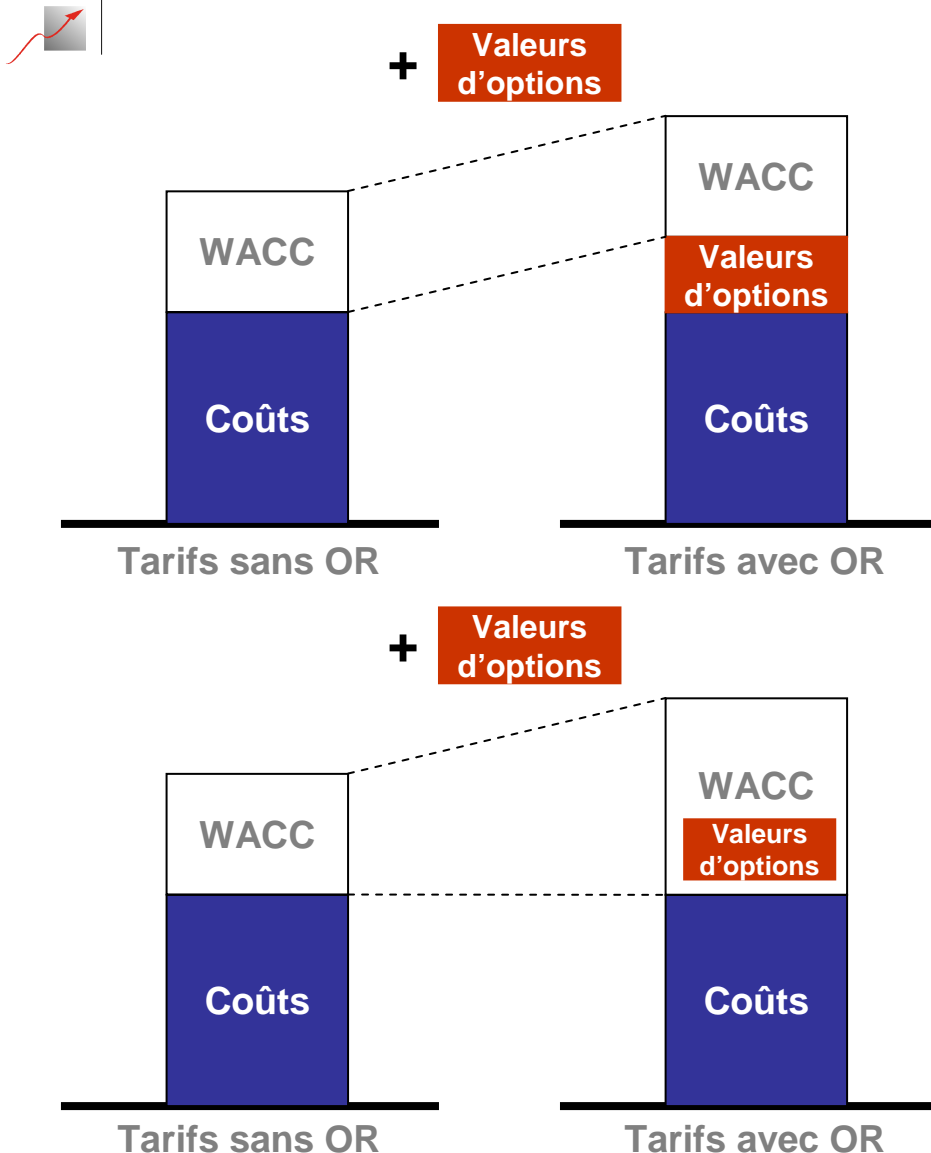 + Valeurs
d’options
WACC
WACC
Valeurs
d’options
Coûts
Coûts
Tarifs sans OR
Tarifs avec OR
+ Valeurs
d’options
WACC
WACC
Valeurs
d’options
Coûts
Coûts
Tarifs sans OR
Tarifs avec OR